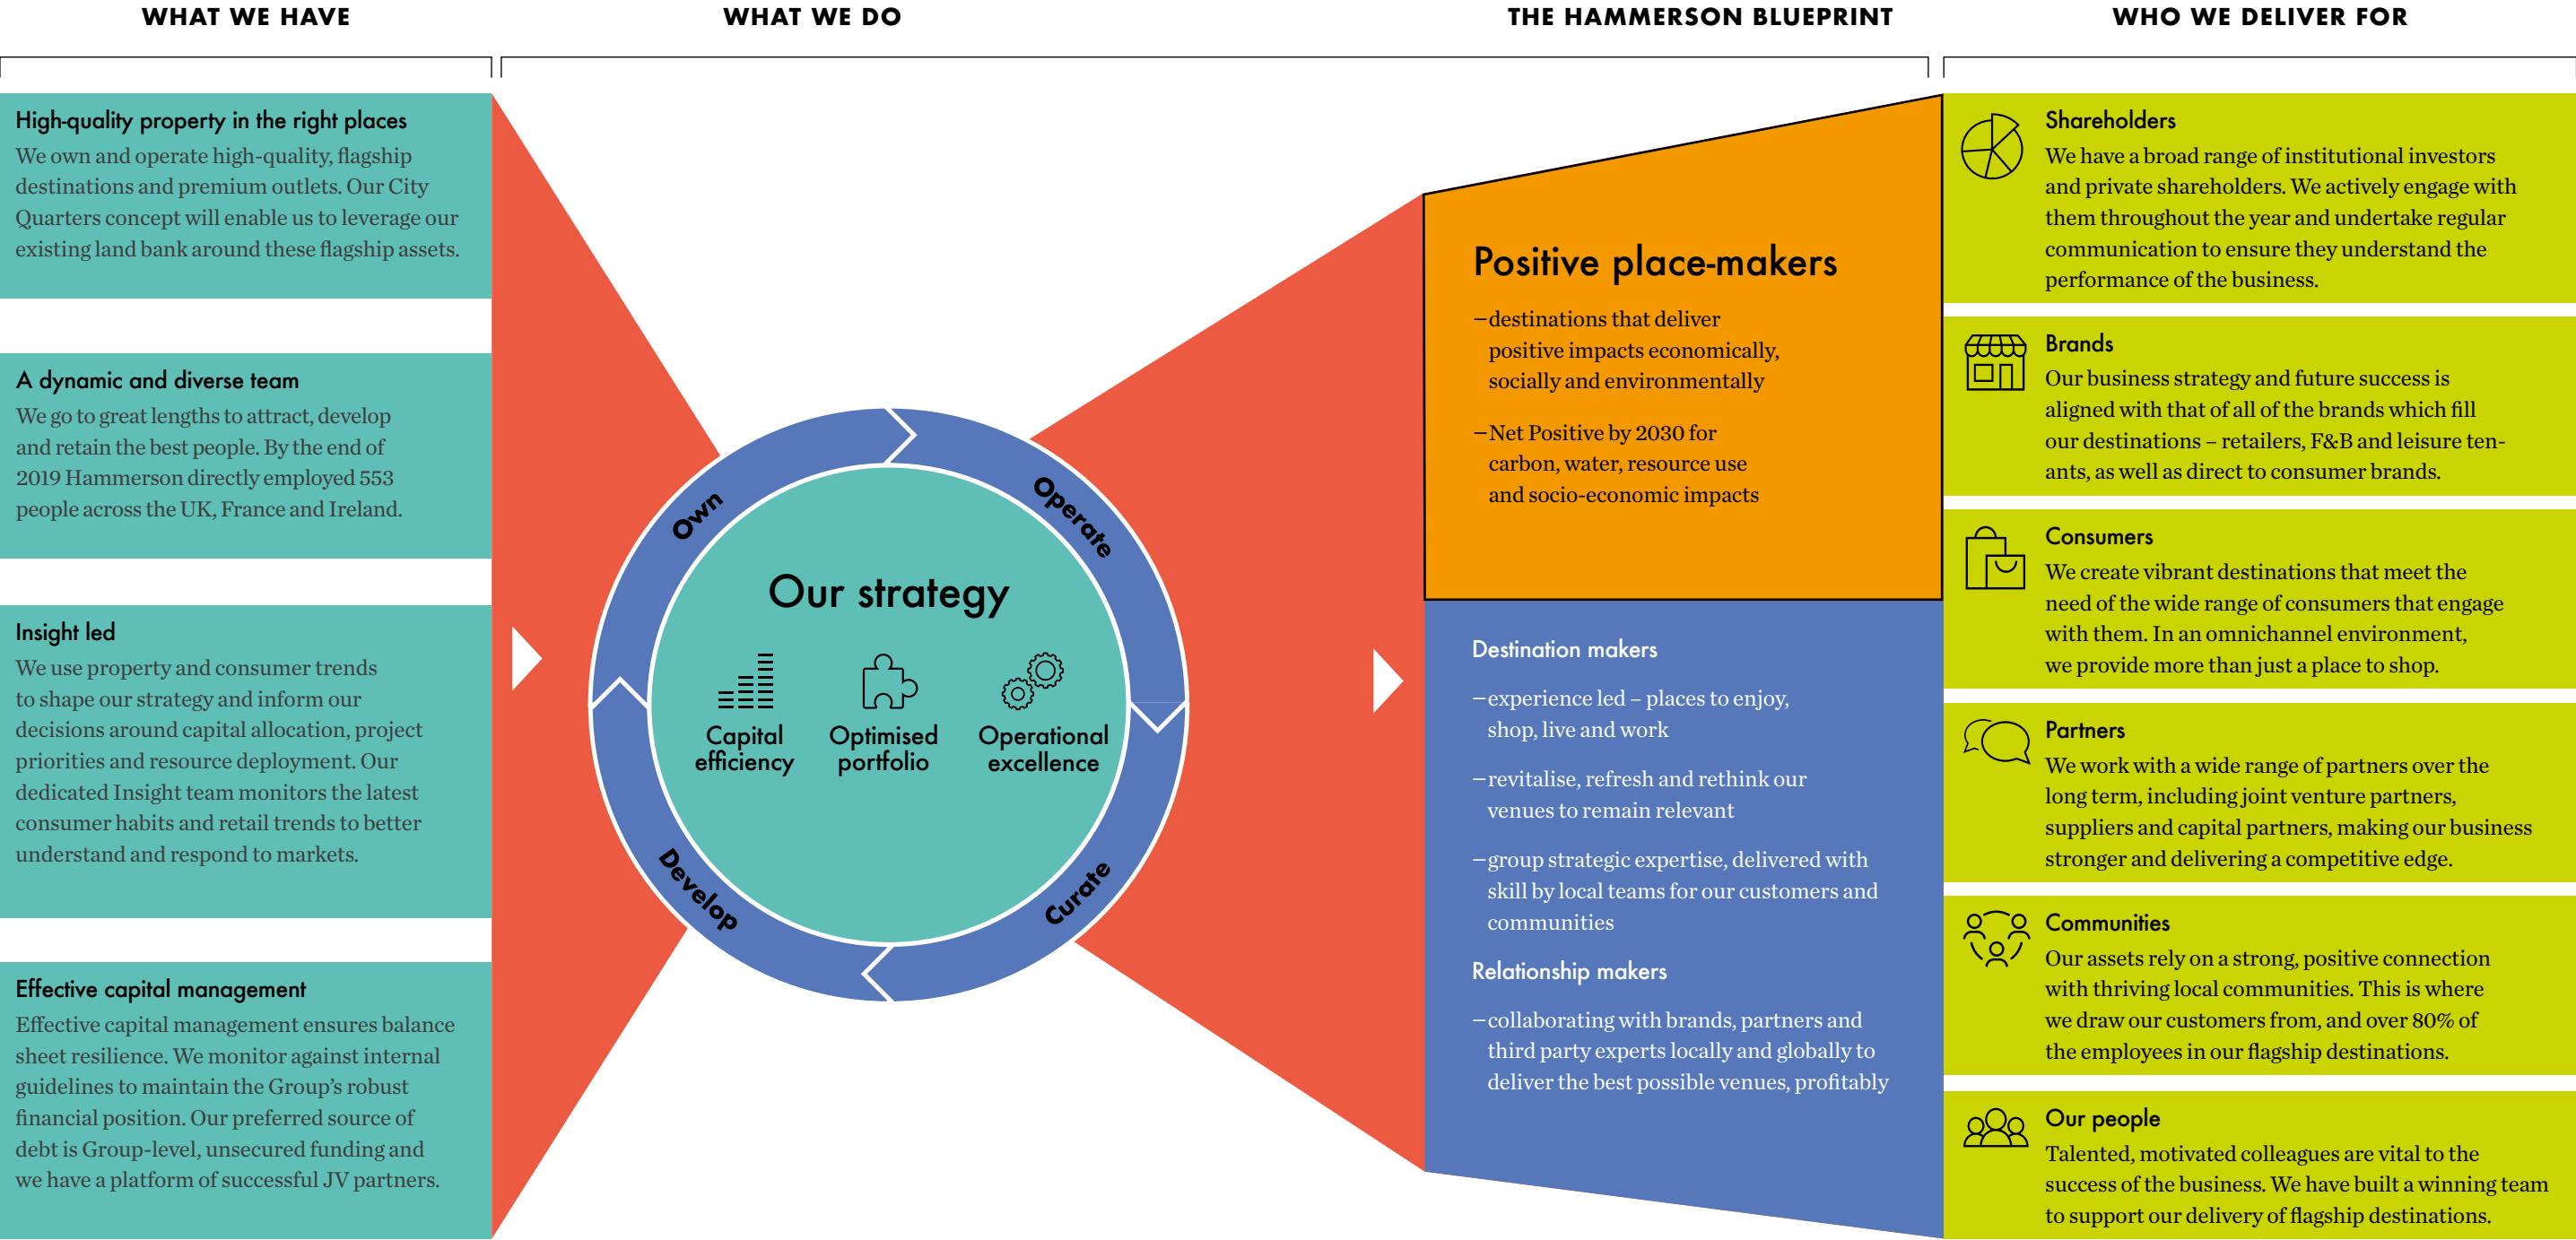 WHAT WE HAVE
WHAT WE DO
THE HAMMERSON BLUEPRINT
WHO WE DELIVER FOR
High-quality property in the right places
We own and operate high-quality, flagship
destinations and premium outlets. Our City
Quarters concept will enable us to leverage our
existing land bank around these flagship assets.
A dynamic and diverse team
We go to great lengths to attract, develop
and retain the best people. By the end of
2019 Hammerson directly employed 553
people across the UK, France and Ireland.
Insight led
We use property and consumer trends
to shape our strategy and inform our
decisions around capital allocation, project
priorities and resource deployment. Our
dedicated Insight team monitors the latest
consumer habits and retail trends to better
understand and respond to markets.
Effective capital management
Effective capital management ensures balance
sheet resilience. We monitor against internal
guidelines to maintain the Group’s robust
financial position. Our preferred source of
debt is Group-level, unsecured funding and
we have a platform of successful JV partners.
Own
Operate
Curate
Develop
Our strategy
Capital
efficiency
Optimised
portfolio
Operational
excellence
Positive place-makers
–destinations that deliver
positive impacts economically,
socially and environmentally
–Net Positive by 2030 for
carbon, water, resource use
and socio-economic impacts
Destination makers
–experience led – places to enjoy,
shop, live and work
–revitalise, refresh and rethink our
venues to remain relevant
–group strategic expertise, delivered with
skill by local teams for our customers and
communities
Relationship makers
–collaborating with brands, partners and
third party experts locally and globally to
deliver the best possible venues, profitably
Shareholders
We have a broad range of institutional investors
and private shareholders. We actively engage with
them throughout the year and undertake regular
communication to ensure they understand the
performance of the business.
Brands
Our business strategy and future success is
aligned with that of all of the brands which fill
our destinations – retailers, F&B and leisure ten-
ants, as well as direct to consumer brands.
Consumers
We create vibrant destinations that meet the
need of the wide range of consumers that engage
with them. In an omnichannel environment,
we provide more than just a place to shop.
Partners
We work with a wide range of partners over the
long term, including joint venture partners,
suppliers and capital partners, making our business
stronger and delivering a competitive edge.
Communities
Our assets rely on a strong, positive connection
with thriving local communities. This is where
we draw our customers from, and over 80% of
the employees in our flagship destinations.
Our people
Talented, motivated colleagues are vital to the
success of the business. We have built a winning team
to support our delivery of flagship destinations.